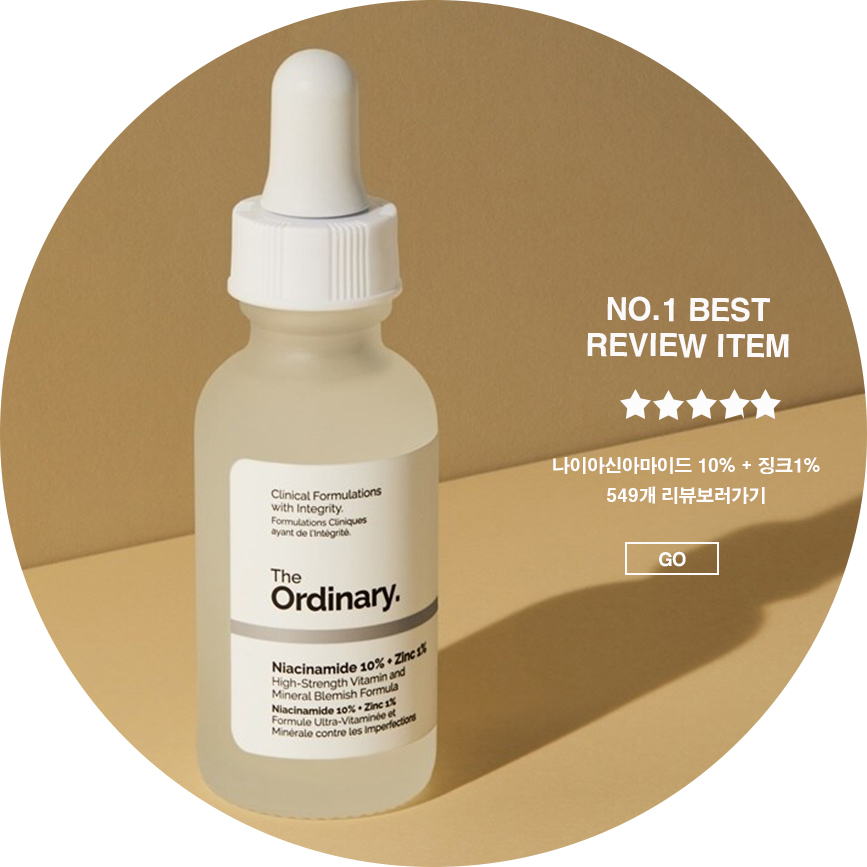 NO.1 BEST
REVIEW ITEM
나이아신아마이드 10% + 징크1%
549개 리뷰보러가기
GO
Clinical Formulations
with Integrity.
Formulations Cliniques
ayant de l'Intégrité.
The
Ordinary.
Niacinamide 10% + Zinc 1%
High-Strength Vitamin and
Mineral Blemish Formula
Niacinamide 10% + Zinc 1%
Formule Ultra-Vitaminée et
Minérale contre les Imperfections